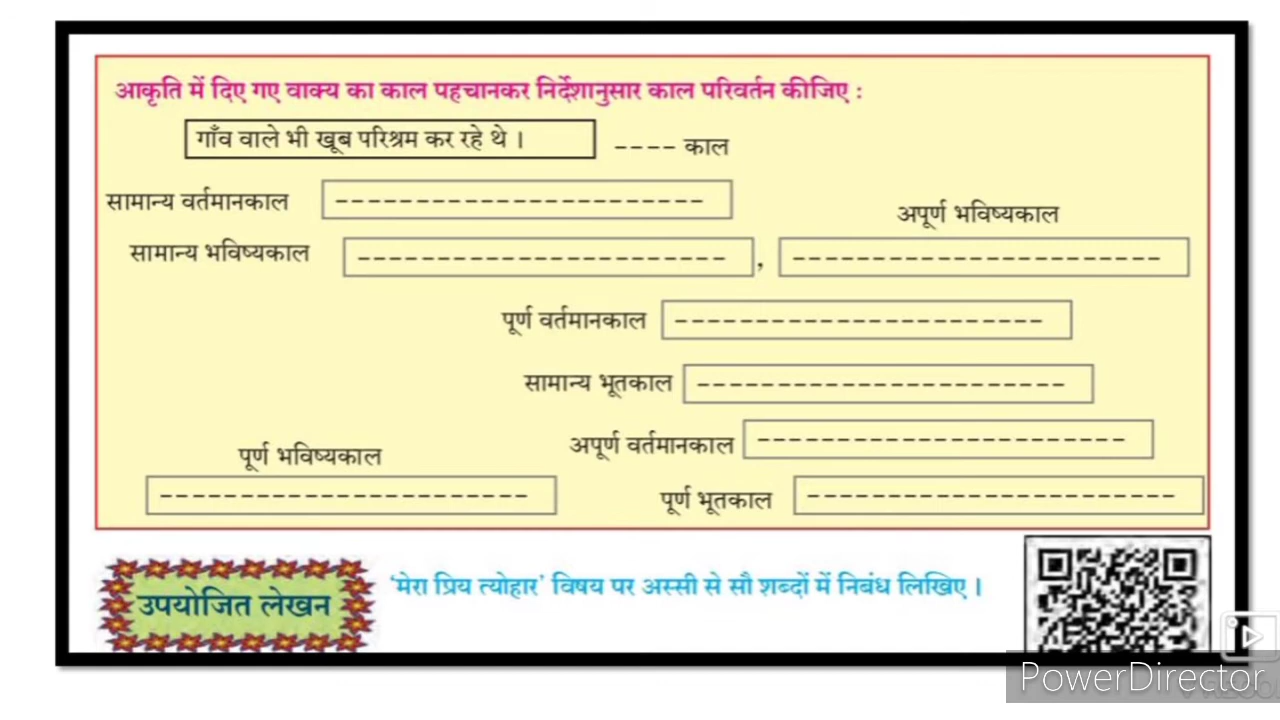 आकृति में दिए गए वाक्य का काल पहचानकर निर्देशानुसार काल परिवर्तन कीजिए :
गाँव वाले भी खूब परिश्रम कर रहे थे । ---- काल
सामान्य वर्तमानकाल -----------------------
अपूर्ण भविष्यकाल
सामान्य भविष्यकाल ----------------------- , -----------------------
पूर्ण वर्तमानकाल -----------------------
सामान्य भूतकाल -----------------------
अपूर्ण वर्तमानकाल -----------------------
पूर्ण भविष्यकाल
-----------------------
पूर्ण भूतकाल -----------------------
उपयोजित लेखन
‘मेरा प्रिय त्योहार’ विषय पर अस्सी से सौ शब्दों में निबंध लिखिए ।
PowerDirector